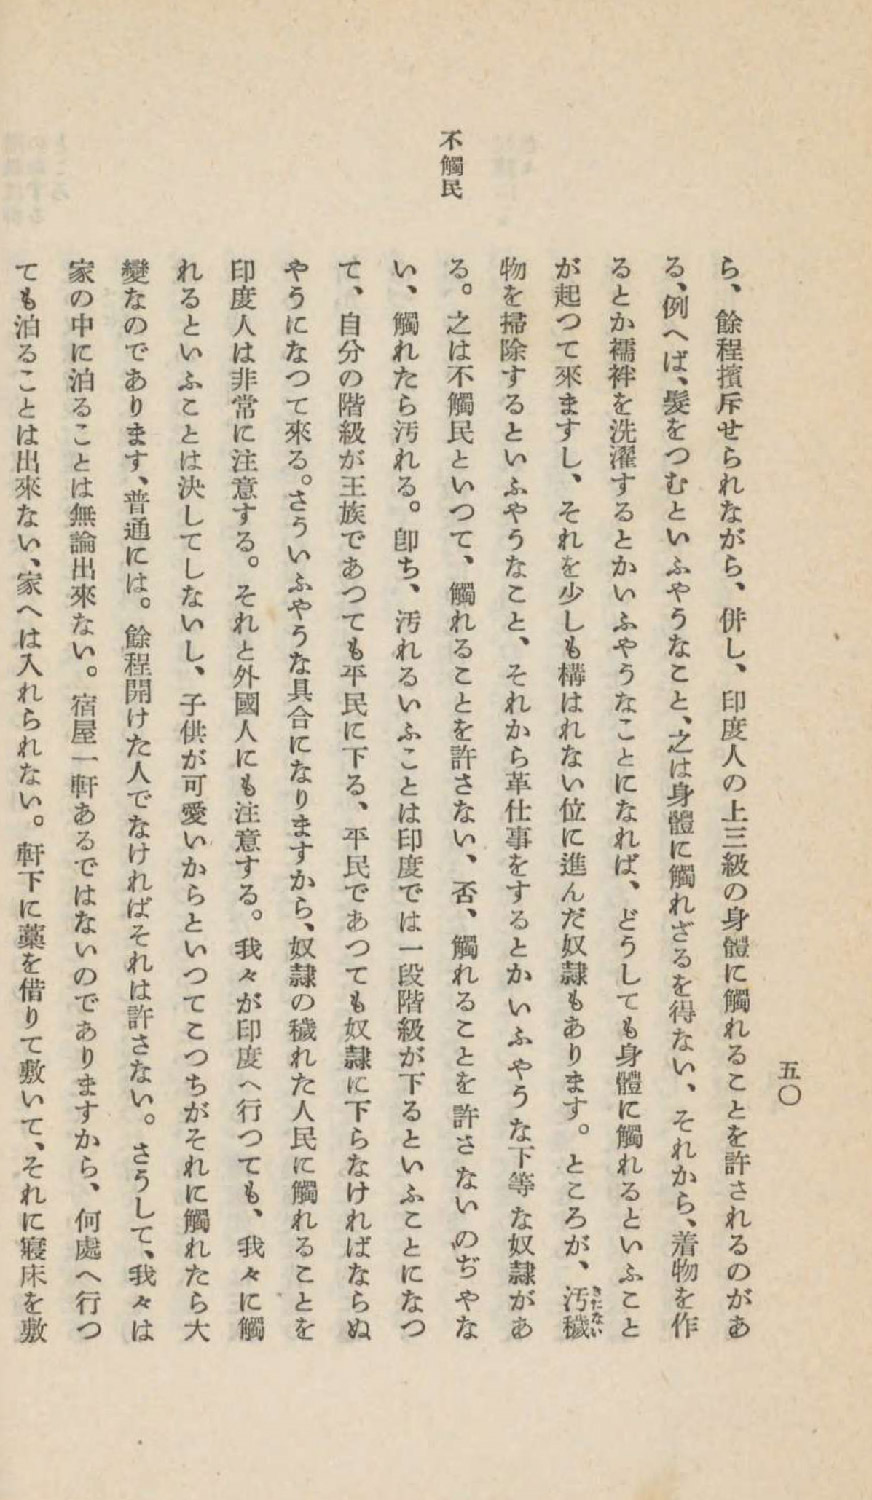 五〇
不觸民
ら、餘程擯斥せられながら、併し、印度人の上三級の身體に觸れることを許されるのがあ
る、例へば、髮をつむといふやうなこと、之は身體に觸れざるを得ない、それから、着物を作
るとか襦袢を洗濯するとかいふやうなことになれば、どうしても身體に觸れるといふこと
が起つて來ますし、それを少しも構はれない位に進んだ奴隷もあります。ところが、汚穢きたない
物を掃除するといふやうなこと、それから革仕事をするとかいふやうな下等な奴隷があ
る。之は不觸民といつて、觸れることを許さない、否、觸れることを許さないのぢやな
い、觸れたら汚れる。卽ち、汚れるいふことは印度では一段階級が下るといふことになつ
て、自分の階級が王族であつても平民に下る、平民であつても奴隷に下らなければならぬ
やうになつて來る。さういふやうな具合になりますから、奴隷の穢れた人民に觸れることを
印度人は非常に注意する。それと外國人にも注意する。我々が印度へ行つても、我々に觸
れるといふことは決してしないし、子供が可愛いからといつてこつちがそれに觸れたら大
變なのであります、普通には。餘程開けた人でなければそれは許さない。さうして、我々は
家の中に泊ることは無論出來ない。宿屋一軒あるではないのでありますから、何處へ行つ
ても泊ることは出來ない、家へは入れられない。軒下に藁を借りて敷いて、それに寢床を敷